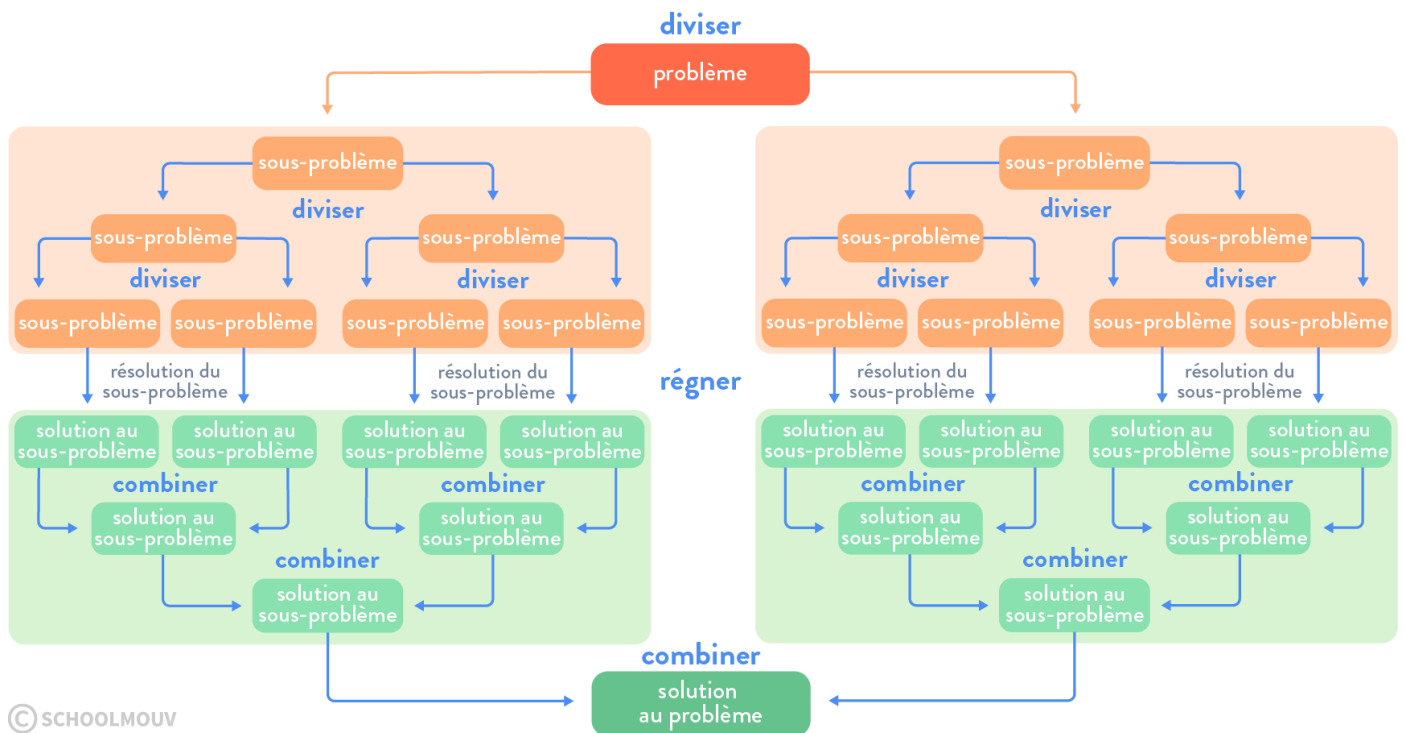 diviser
problème
sous-problème
sous-problème
diviser
diviser
sous-problème
sous-problème
sous-problème
sous-problème
diviser
diviser
diviser
diviser
sous-problème
sous-problème
sous-problème
sous-problème
sous-problème
sous-problème
sous-problème
sous-problème
résolution du
sous-problème
résolution du
sous-problème
régner
résolution du
sous-problème
résolution du
sous-problème
solution au
sous-problème
solution au
sous-problème
solution au
sous-problème
solution au
sous-problème
solution au
sous-problème
solution au
sous-problème
solution au
sous-problème
solution au
sous-problème
combiner
combiner
combiner
combiner
solution au
sous-problème
solution au
sous-problème
solution au
sous-problème
solution au
sous-problème
combiner
combiner
solution au
sous-problème
solution au
sous-problème
combiner
solution
au problème
© SCHOOLMOUV